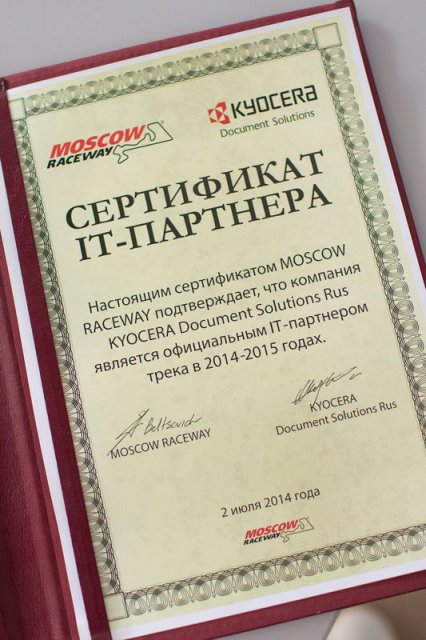 MOSCOW
RACEWAY
KYOCERA
Document Solutions
СЕРТИФИКАТ
IT-ПАРТНЕРА
Настоящим сертификатом MOSCOW
RACEWAY подтверждает, что компания
KYOCERA Document Solutions Rus
является официальным IT-партнером
трека в 2014-2015 годах.
Beltsovich
MOSCOW RACEWAY
KYOCERA
Document Solutions Rus
2 июля 2014 года
MOSCOW
RACEWAY